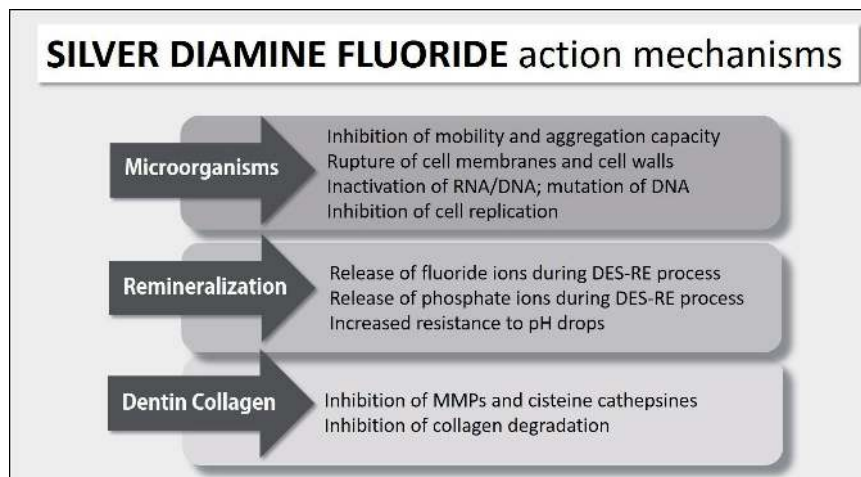 SILVER DIAMINE FLUORIDE action mechanisms
Microorganisms
Inhibition of mobility and aggregation capacity
Rupture of cell membranes and cell walls
Inactivation of RNA/DNA; mutation of DNA
Inhibition of cell replication
Remineralization
Release of fluoride ions during DES-RE process
Release of phosphate ions during DES-RE process
Increased resistance to pH drops
Dentin Collagen
Inhibition of MMPs and cisteine cathepsines
Inhibition of collagen degradation